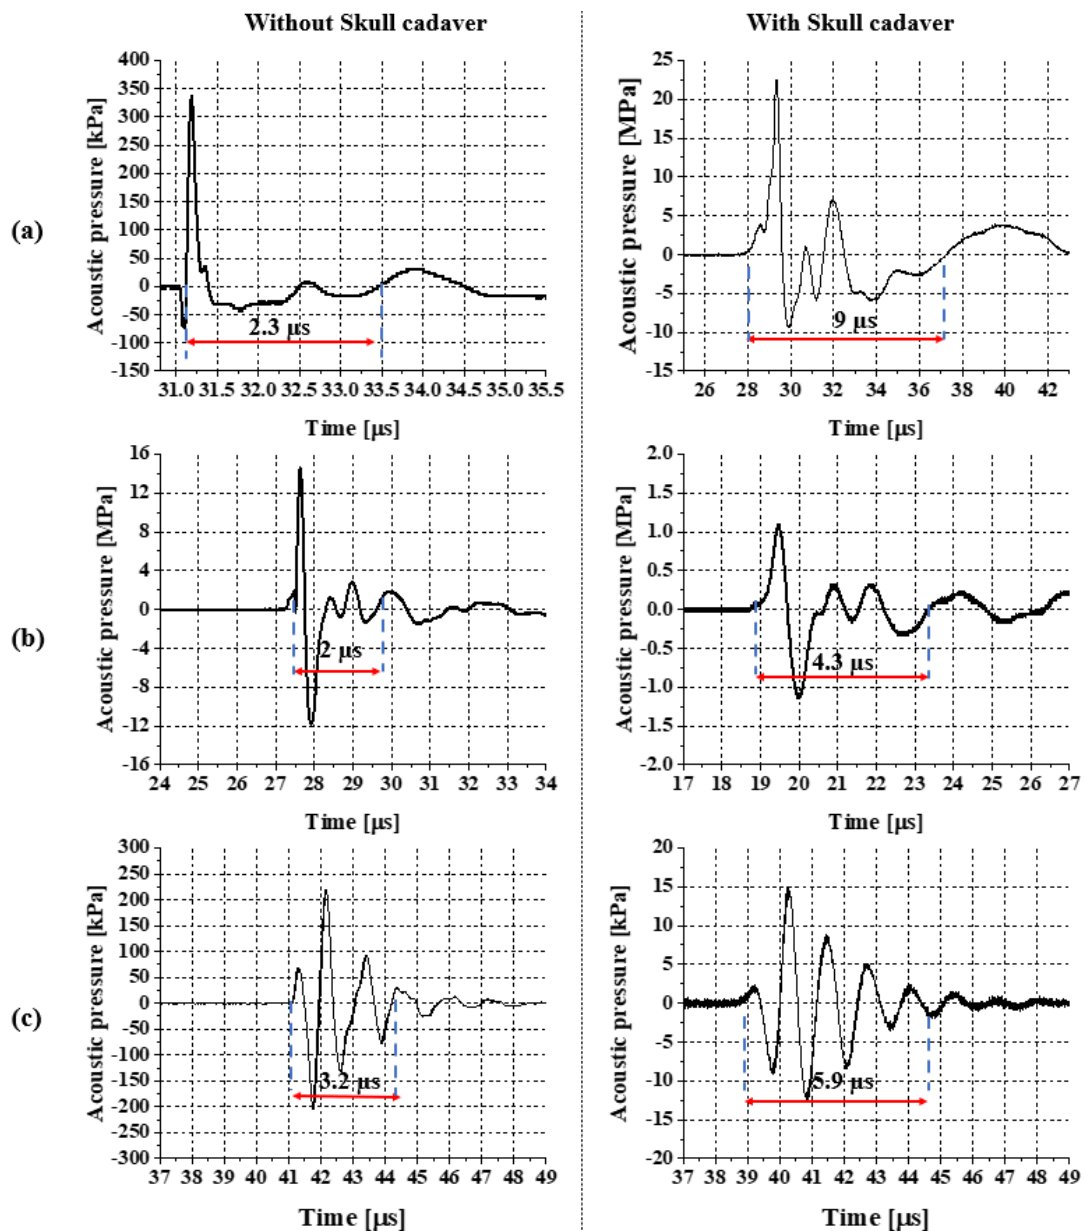 Without Skull cadaver
With Skull cadaver
(a)
Acoustic pressure [kPa]
400
350
300
250
200
150
100
50
0
-50
-100
-150
2.3 μs
31.0 31.5 32.0 32.5 33.0 33.5 34.0 34.5 35.0 35.5
Time [μs]
Acoustic pressure [MPa]
25
20
15
10
5
0
-5
-10
-15
9 μs
26 28 30 32 34 36 38 40 42
Time [μs]
(b)
Acoustic pressure [MPa]
16
12
8
4
0
-4
-8
-12
-16
2 μs
24 25 26 27 28 29 30 31 32 33 34
Time [μs]
Acoustic pressure [MPa]
2.0
1.5
1.0
0.5
0.0
-0.5
-1.0
-1.5
-2.0
4.3 μs
17 18 19 20 21 22 23 24 25 26 27
Time [μs]
(c)
Acoustic pressure [kPa]
300
250
200
150
100
50
0
-50
-100
-150
-200
-250
-300
3.2 μs
37 38 39 40 41 42 43 44 45 46 47 48 49
Time [μs]
Acoustic pressure [kPa]
20
15
10
5
0
-5
-10
-15
-20
5.9 μs
37 38 39 40 41 42 43 44 45 46 47 48 49
Time [μs]